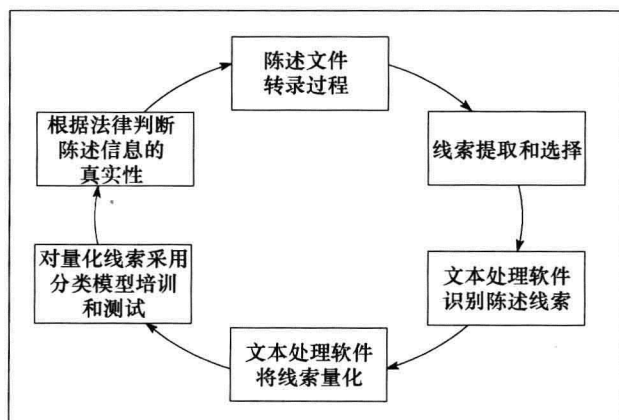 陈述文件
转录过程
线索提取和选择
文本处理软件
识别陈述线索
文本处理软件
将线索量化
对量化线索采用
分类模型培训
和测试
根据法律判断
陈述信息的
真实性